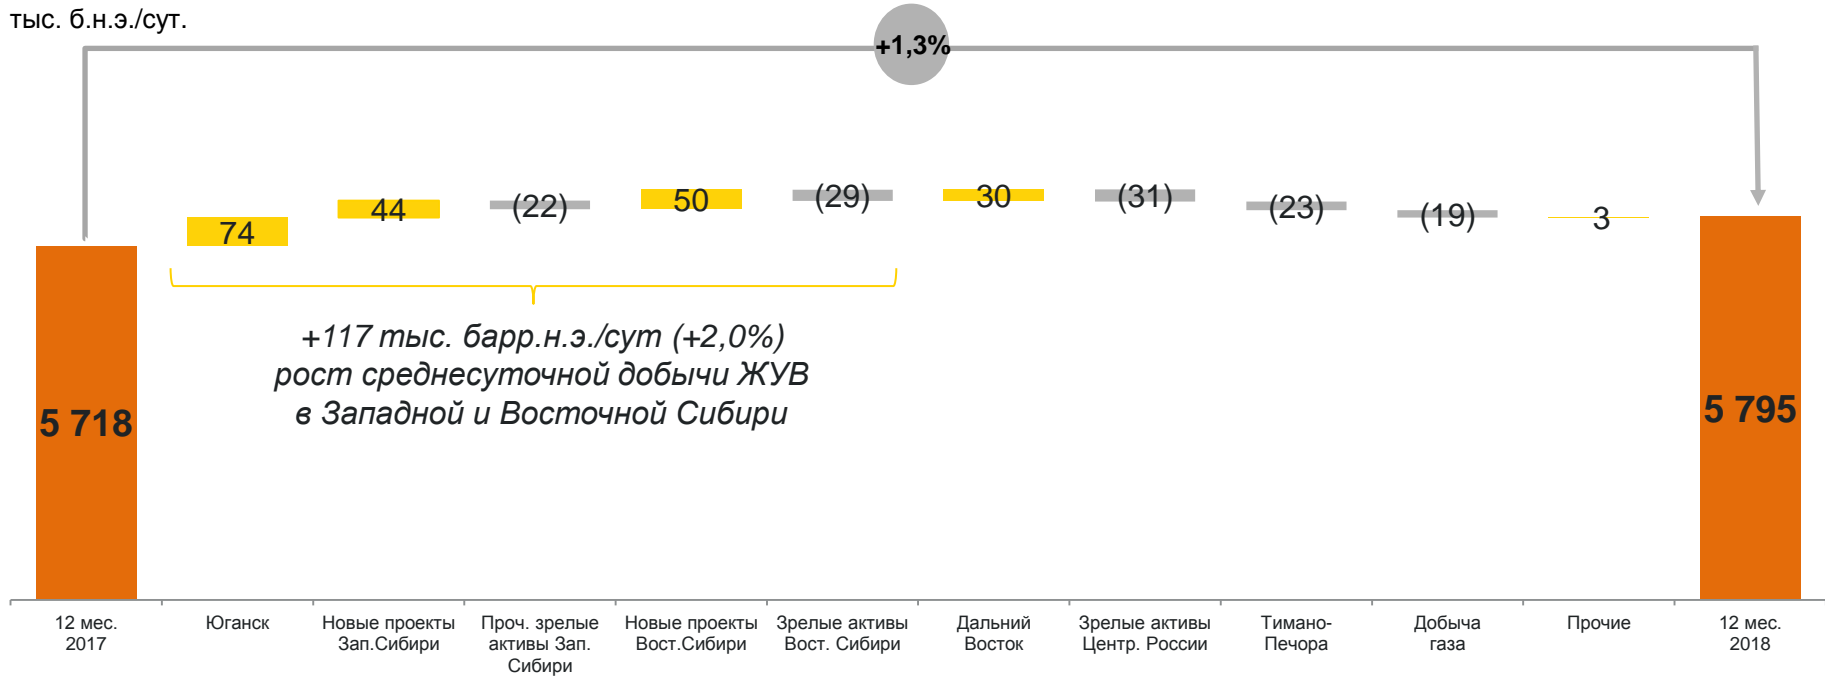 тыс. б.н.э./сут.
+1,3%
74
44
(22)
50
(29)
30
(31)
(23)
(19)
3
+117 тыс. барр.н.э./сут (+2,0%)
рост среднесуточной добычи ЖУВ
в Западной и Восточной Сибири
5 718
5 795
12 мес.
2017
Юганск
Новые проекты
Зап.Сибири
Проч. зрелые
активы Зап.
Сибири
Новые проекты
Вост.Сибири
Зрелые активы
Вост. Сибири
Дальний
Восток
Зрелые активы
Центр. России
Тимано-
Печора
Добыча
газа
Прочие
12 мес.
2018